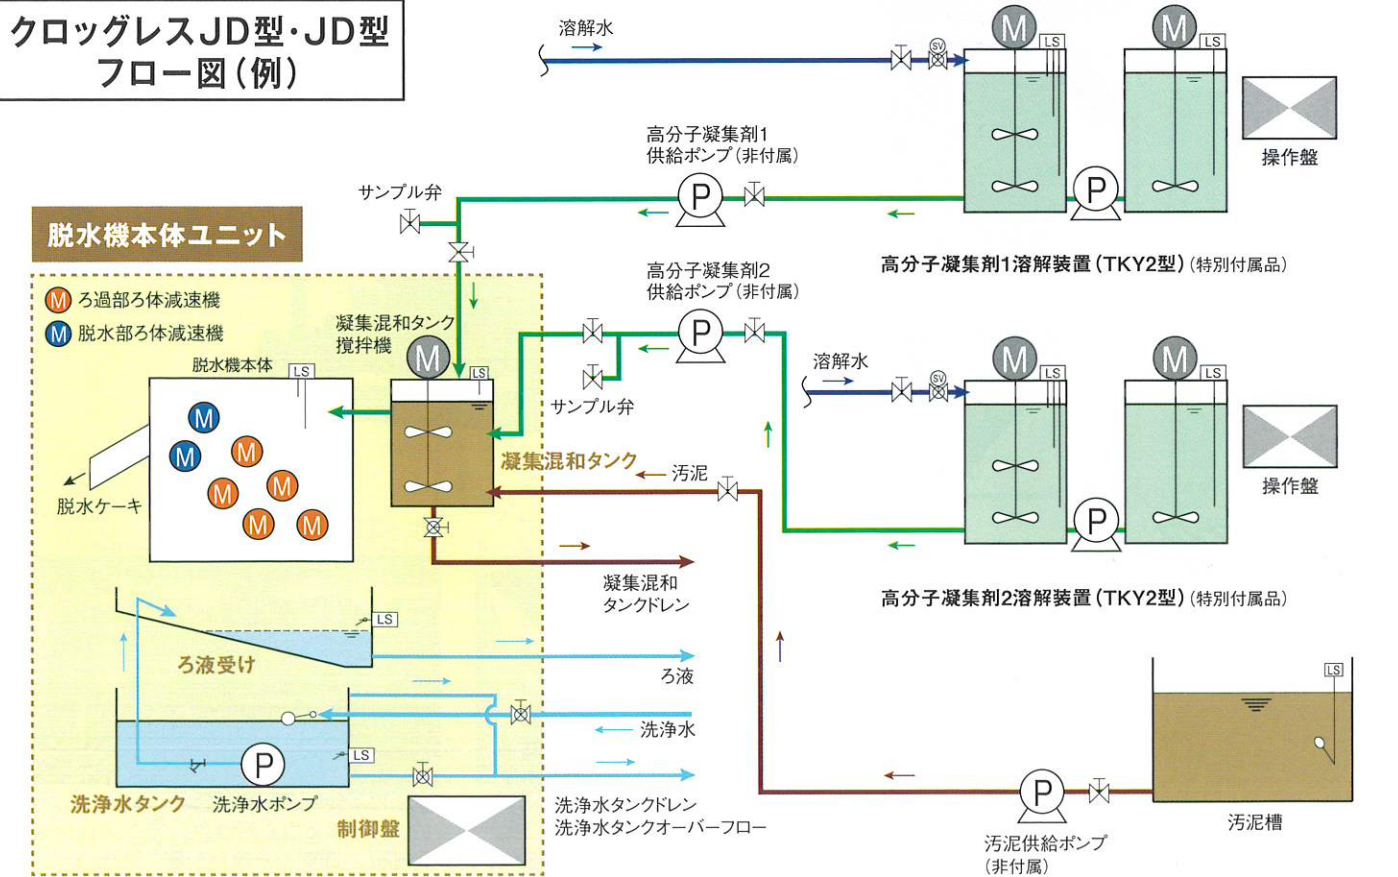 クロッグレスJD型・JD型
フロー図(例)
溶解水
SV
M
LS
M
LS
操作盤
高分子凝集剤1
供給ポンプ(非付属)
P
P
サンプル弁
高分子凝集剤1溶解装置(TKY2型)(特別付属品)
脱水機本体ユニット
M ろ過部ろ体減速機
M 脱水部ろ体減速機
高分子凝集剤2
供給ポンプ(非付属)
P
凝集混和タンク
撹拌機
M
LS
脱水機本体
LS
サンプル弁
溶解水
SV
M
LS
M
LS
操作盤
P
M
M
M
M
M
M
M
脱水ケーキ
凝集混和タンク
汚泥
凝集混和
タンクドレン
高分子凝集剤2溶解装置(TKY2型)(特別付属品)
LS
ろ液受け
ろ液
洗浄水
LS
P
洗浄水タンク
洗浄水ポンプ
制御盤
洗浄水タンクドレン
洗浄水タンクオーバーフロー
LS
P
汚泥供給ポンプ
(非付属)
汚泥槽